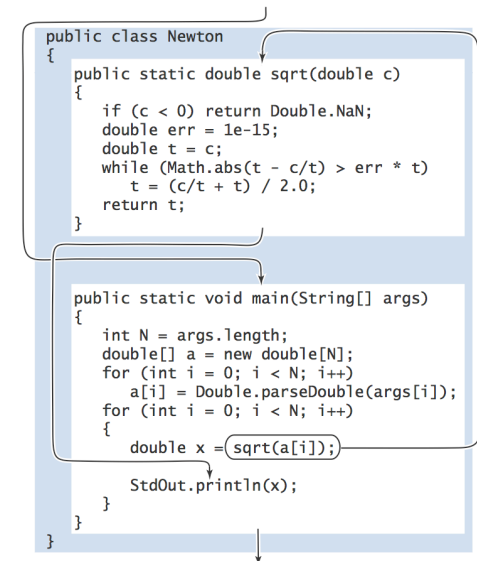 public class Newton
{
public static double sqrt(double c)
{
if (c < 0) return Double.NaN;
double err = 1e-15;
double t = c;
while (Math.abs(t - c/t) > err * t)
t = (c/t + t) / 2.0;
return t;
}
public static void main(String[] args)
{
int N = args.length;
double[] a = new double[N];
for (int i = 0; i < N; i++)
a[i] = Double.parseDouble(args[i]);
for (int i = 0; i < N; i++)
{
double x = sqrt(a[i]);
StdOut.println(x);
}
}
}